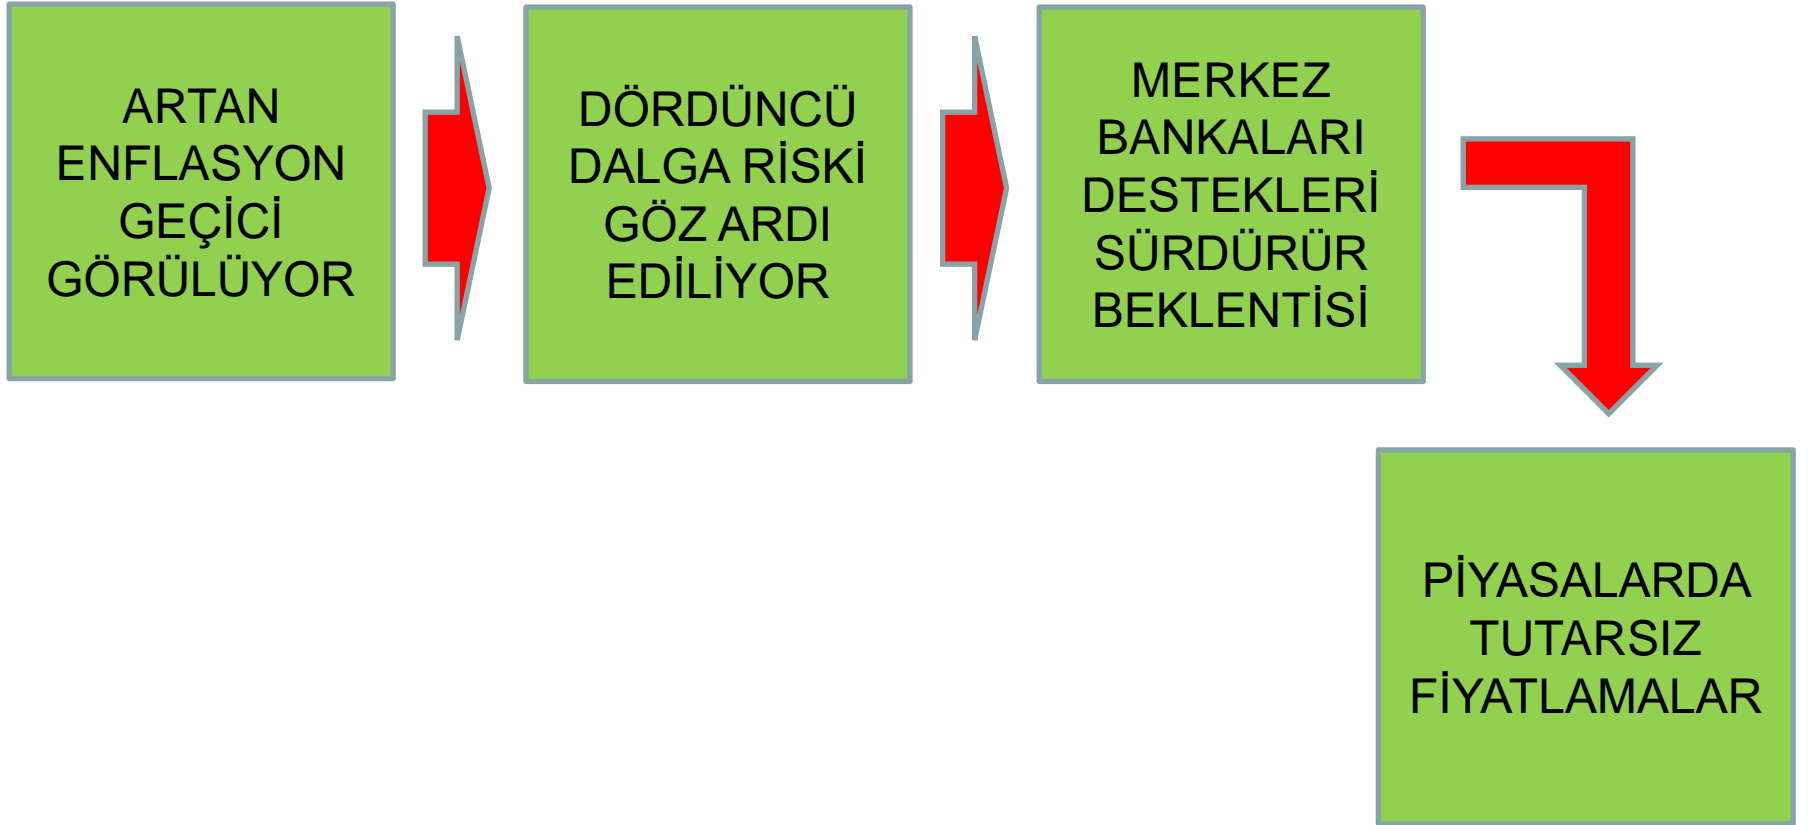 ARTAN
ENFLASYON
GEÇİCİ
GÖRÜLÜYOR
DÖRDÜNCÜ
DALGA RİSKİ
GÖZ ARDI
EDİLİYOR
MERKEZ
BANKALARI
DESTEKLERİ
SÜRDÜRÜR
BEKLENTİSİ
PİYASALARDA
TUTARSIZ
FİYATLAMALAR